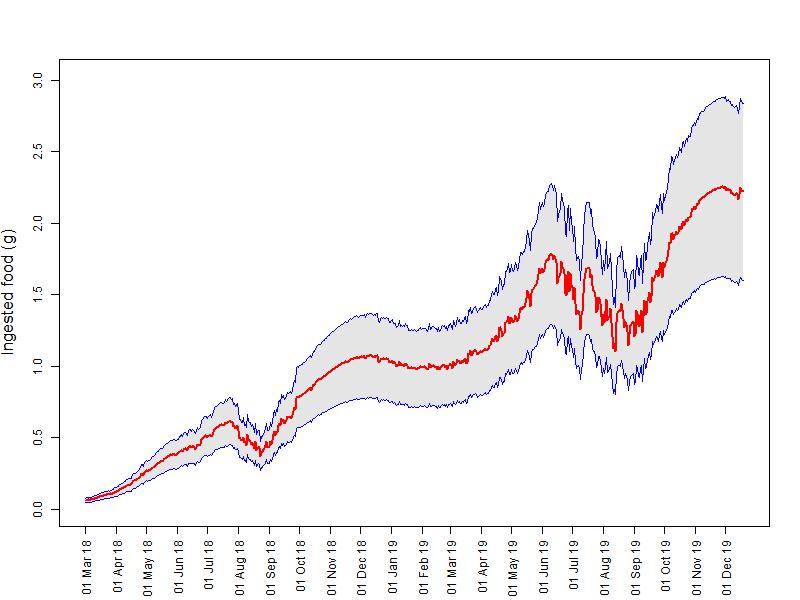 Ingested food (g)
3.0
2.5
2.0
1.5
1.0
0.5
0.0
01 Mar 18
01 Apr 18
01 May 18
01 Jun 18
01 Jul 18
01 Aug 18
01 Sep 18
01 Oct 18
01 Nov 18
01 Dec 18
01 Jan 19
01 Feb 19
01 Mar 19
01 Apr 19
01 May 19
01 Jun 19
01 Jul 19
01 Aug 19
01 Sep 19
01 Oct 19
01 Nov 19
01 Dec 19